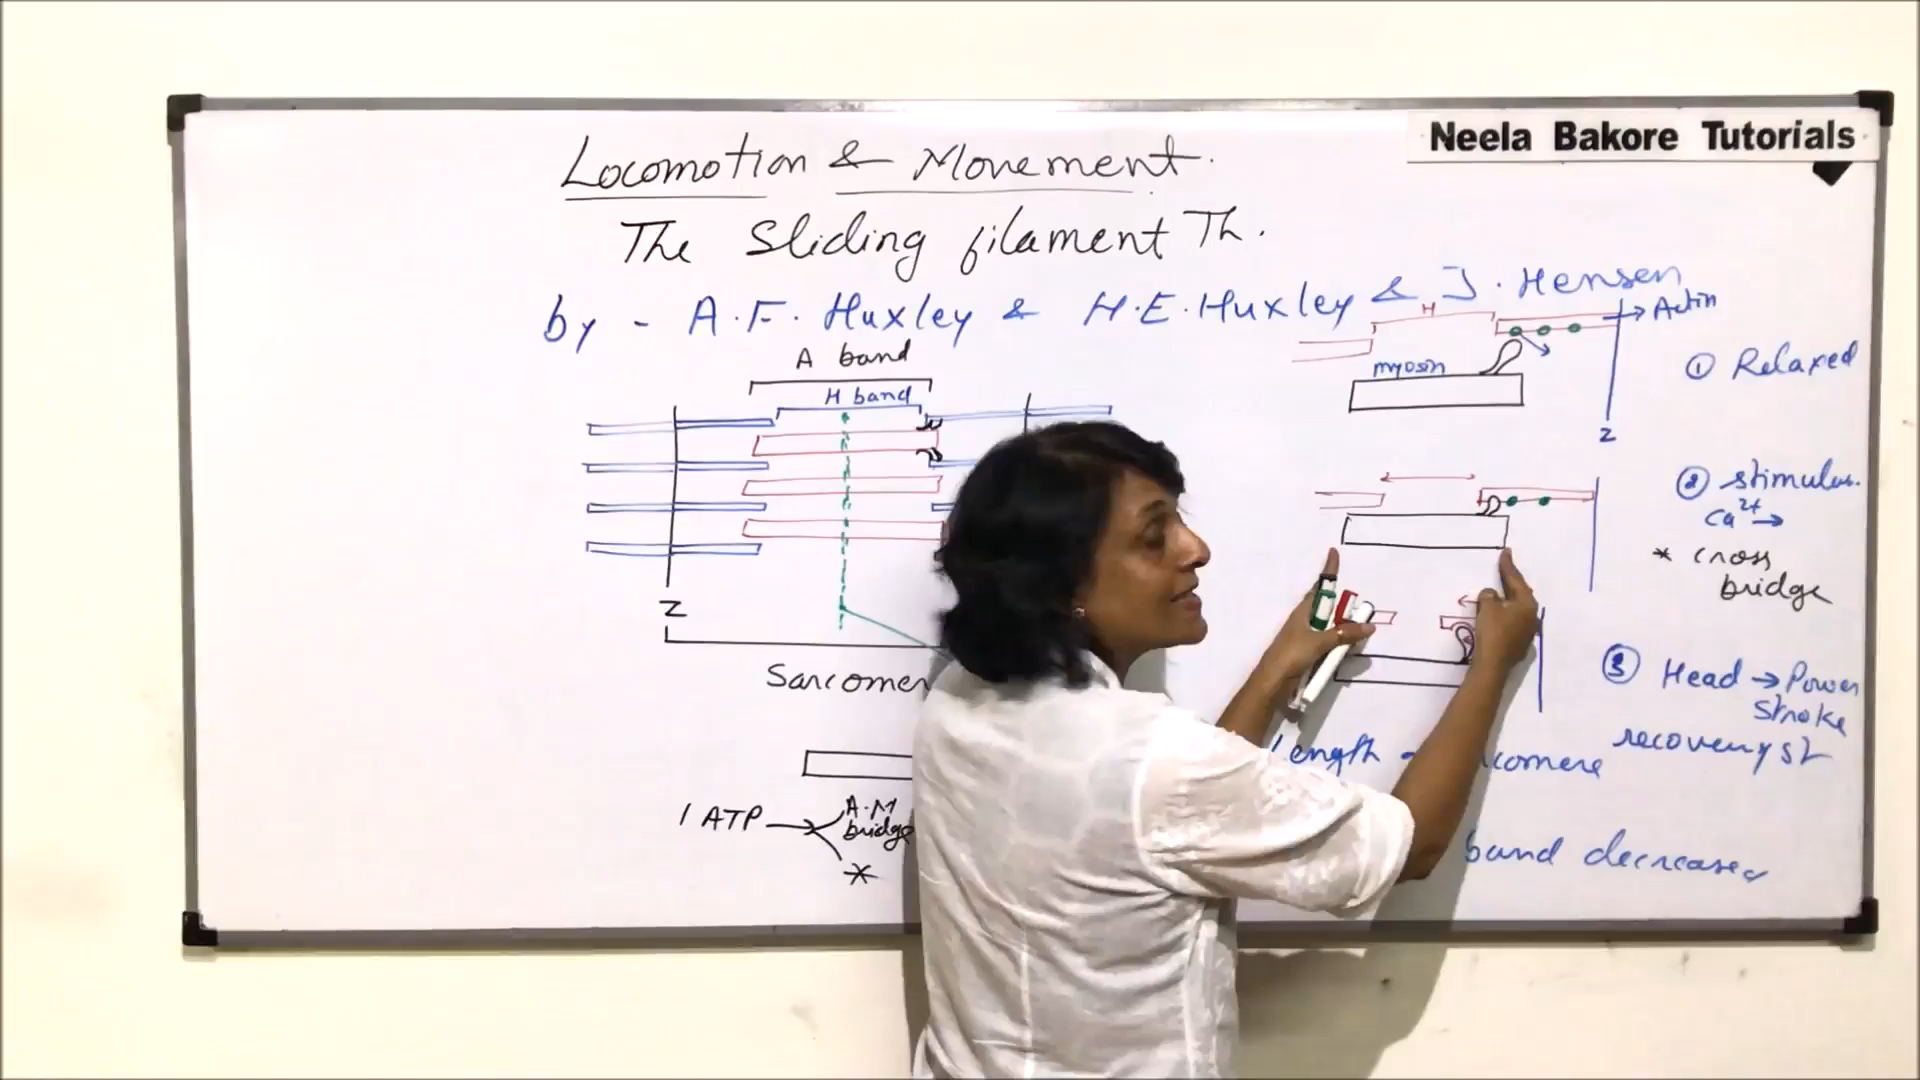 Neela Bakore Tutorials
Locomotion & Movement.
The Sliding filament Th.
by - A.F. Huxley & H.E. Huxley & J. Hensen
A band
H band
Z
Sarcomer
1 ATP → A.M bridge
*
H
→ Actin
myosin
Z
① Relaxed
② stimulus.
Ca²⁺ →
* cross
bridge
③ Head → Power
stroke
recovery st
Length comere
band decreases